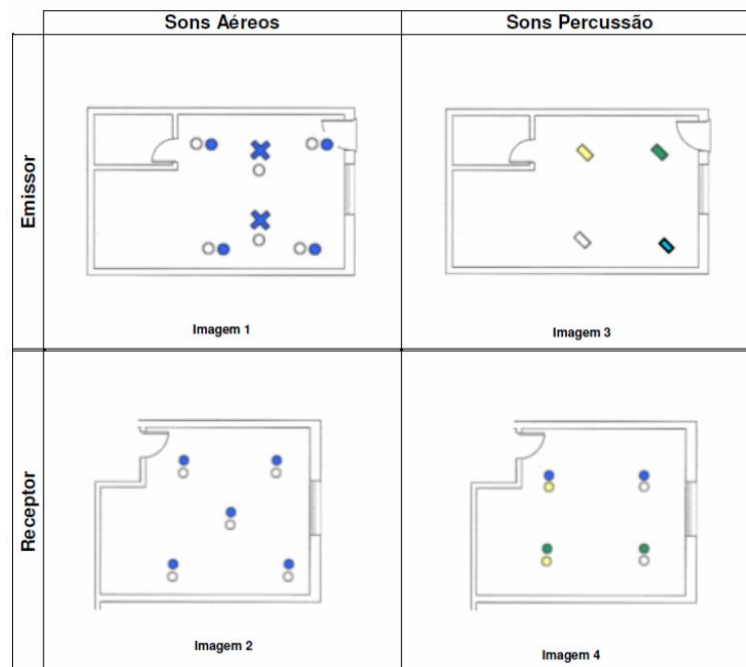 Sons Aéreos
Sons Percussão
Emissor
Imagem 1
Imagem 3
Receptor
Imagem 2
Imagem 4